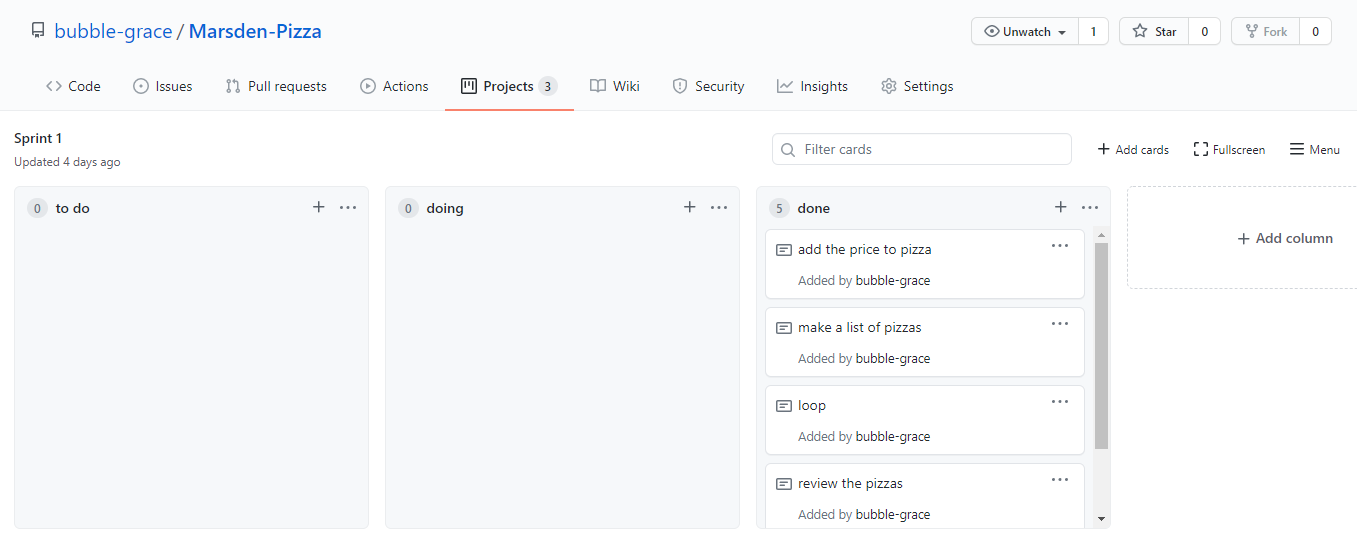 bubble-grace / Marsden-Pizza
Unwatch 1
Star 0
Fork 0
Code
Issues
Pull requests
Actions
Projects 3
Wiki
Security
Insights
Settings
Sprint 1
Updated 4 days ago
Filter cards
Add cards
Fullscreen
Menu
0 to do
0 doing
5 done
add the price to pizza
Added by bubble-grace
make a list of pizzas
Added by bubble-grace
loop
Added by bubble-grace
review the pizzas
Added by bubble-grace
Add column